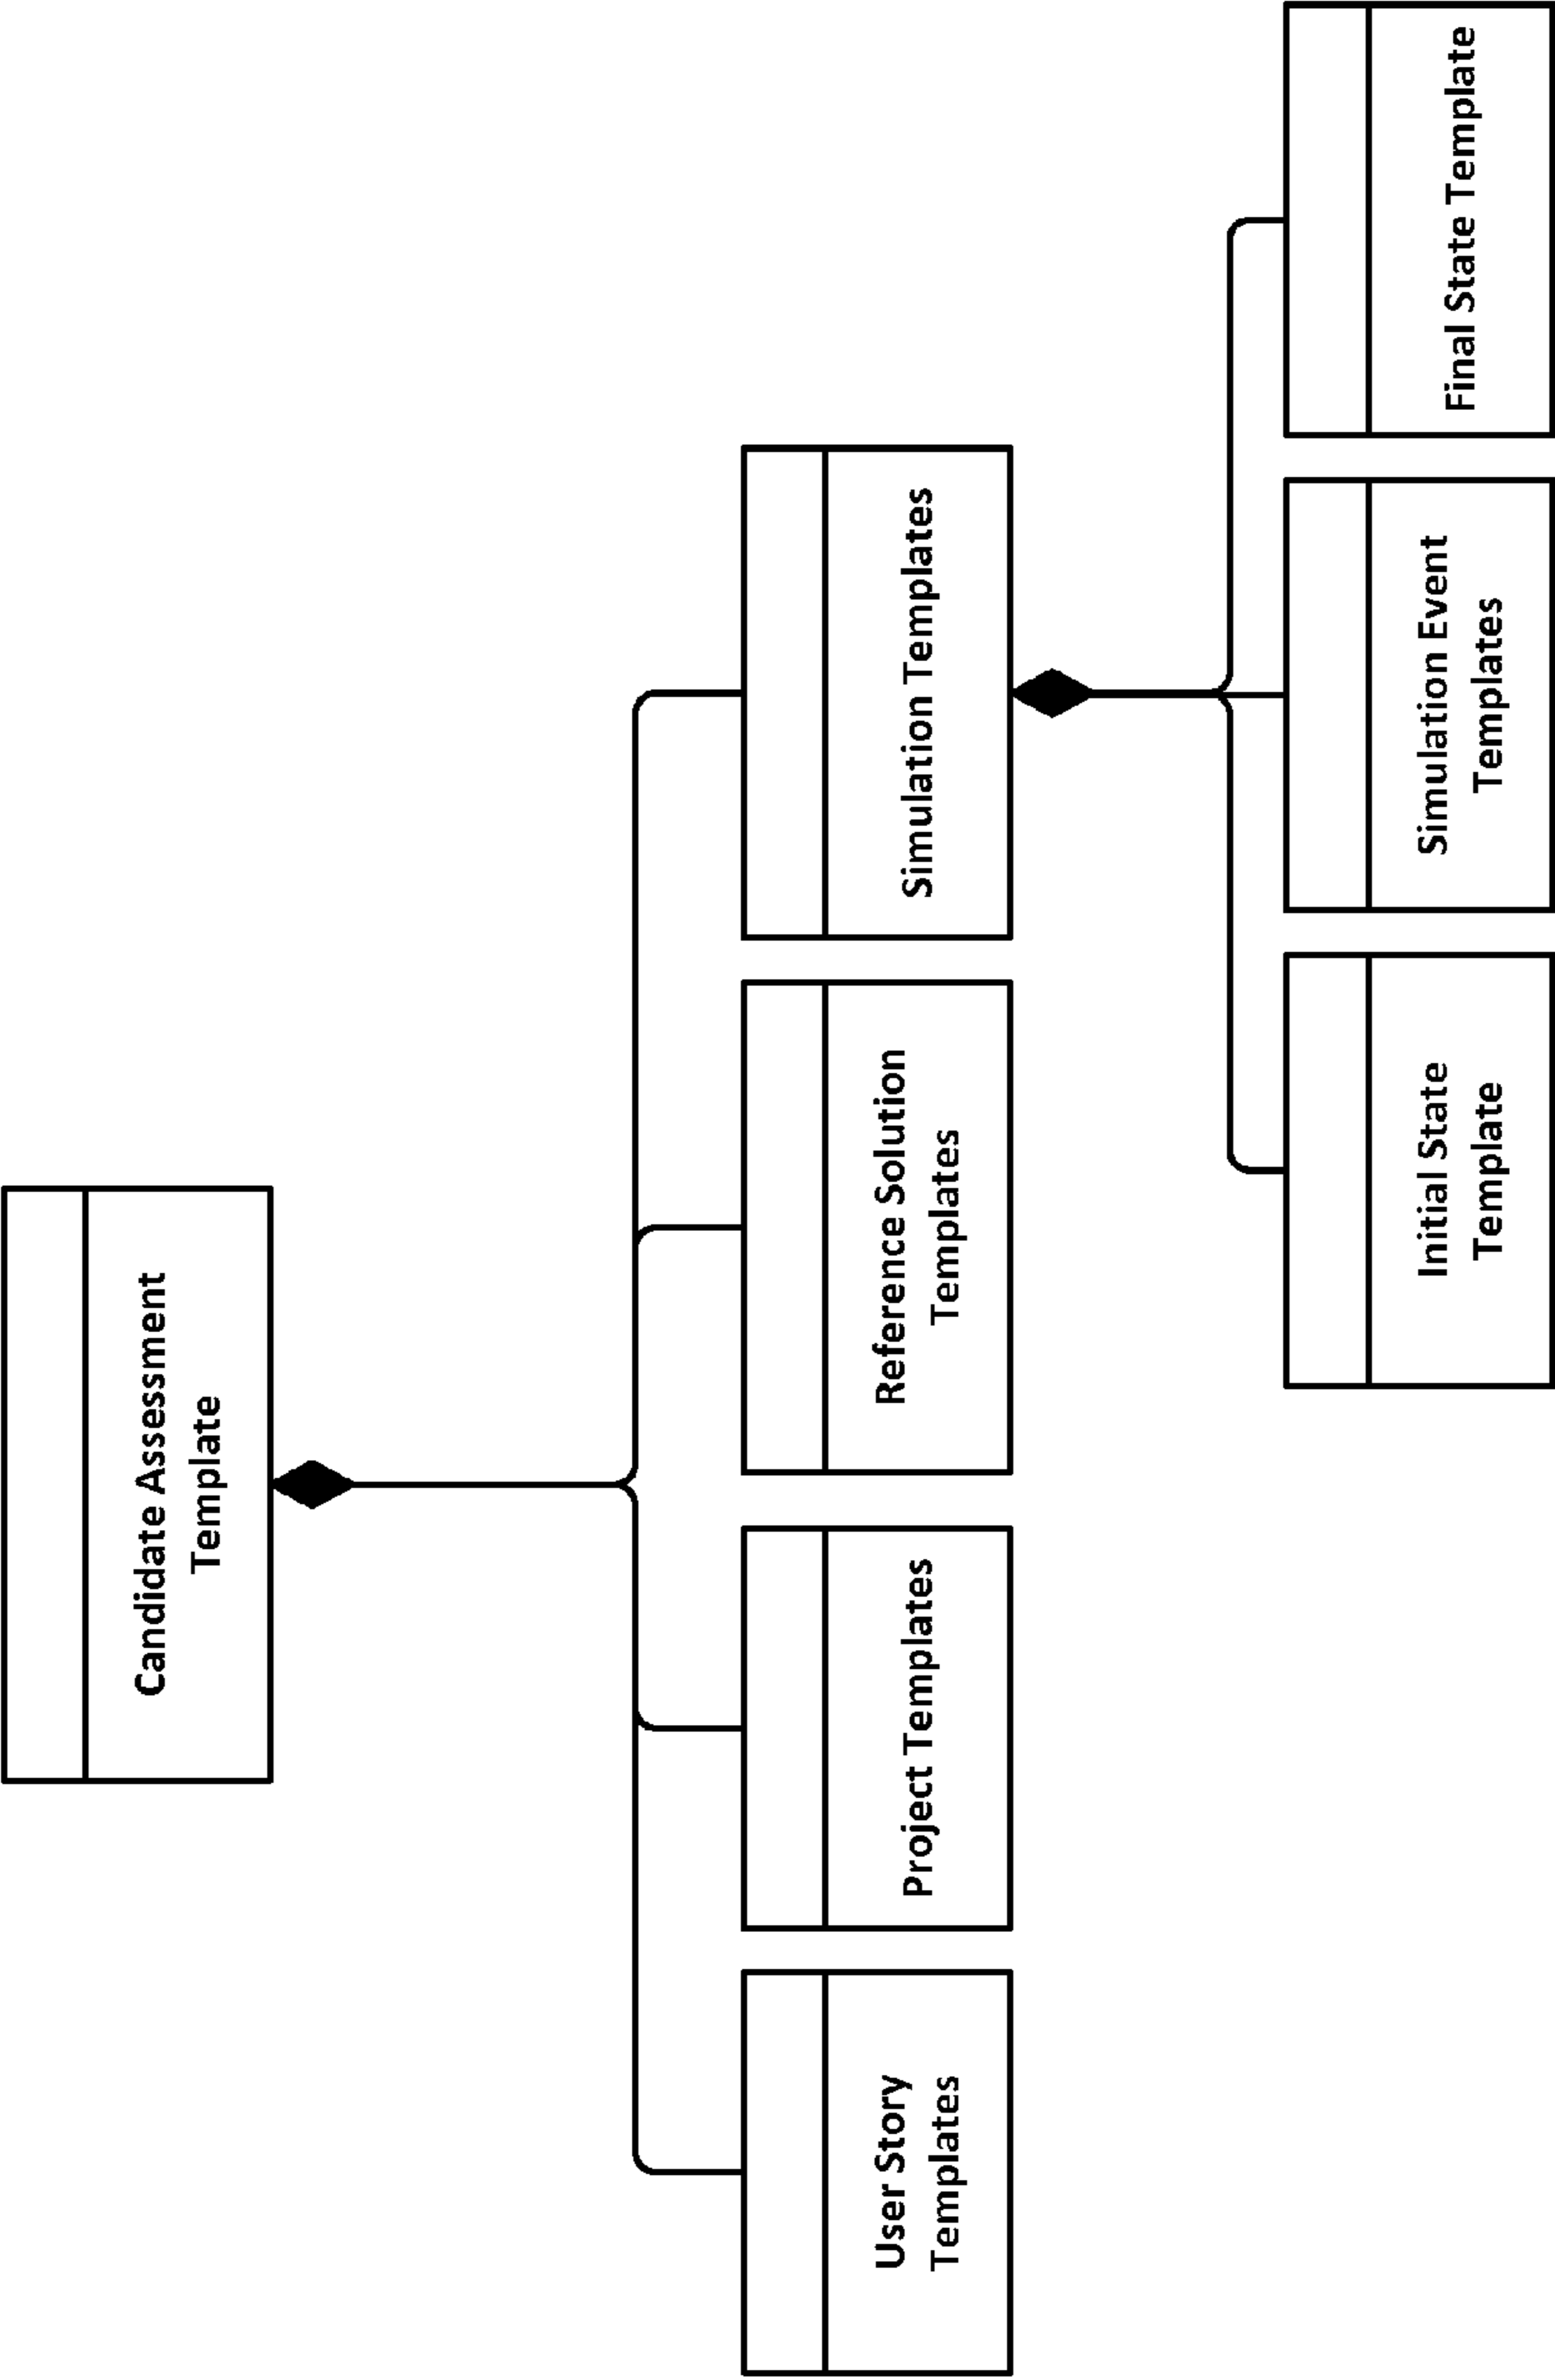 Candidate Assessment
Template
User Story
Templates
Project Templates
Reference Solution
Templates
Simulation Templates
Initial State
Template
Simulation Event
Templates
Final State Template